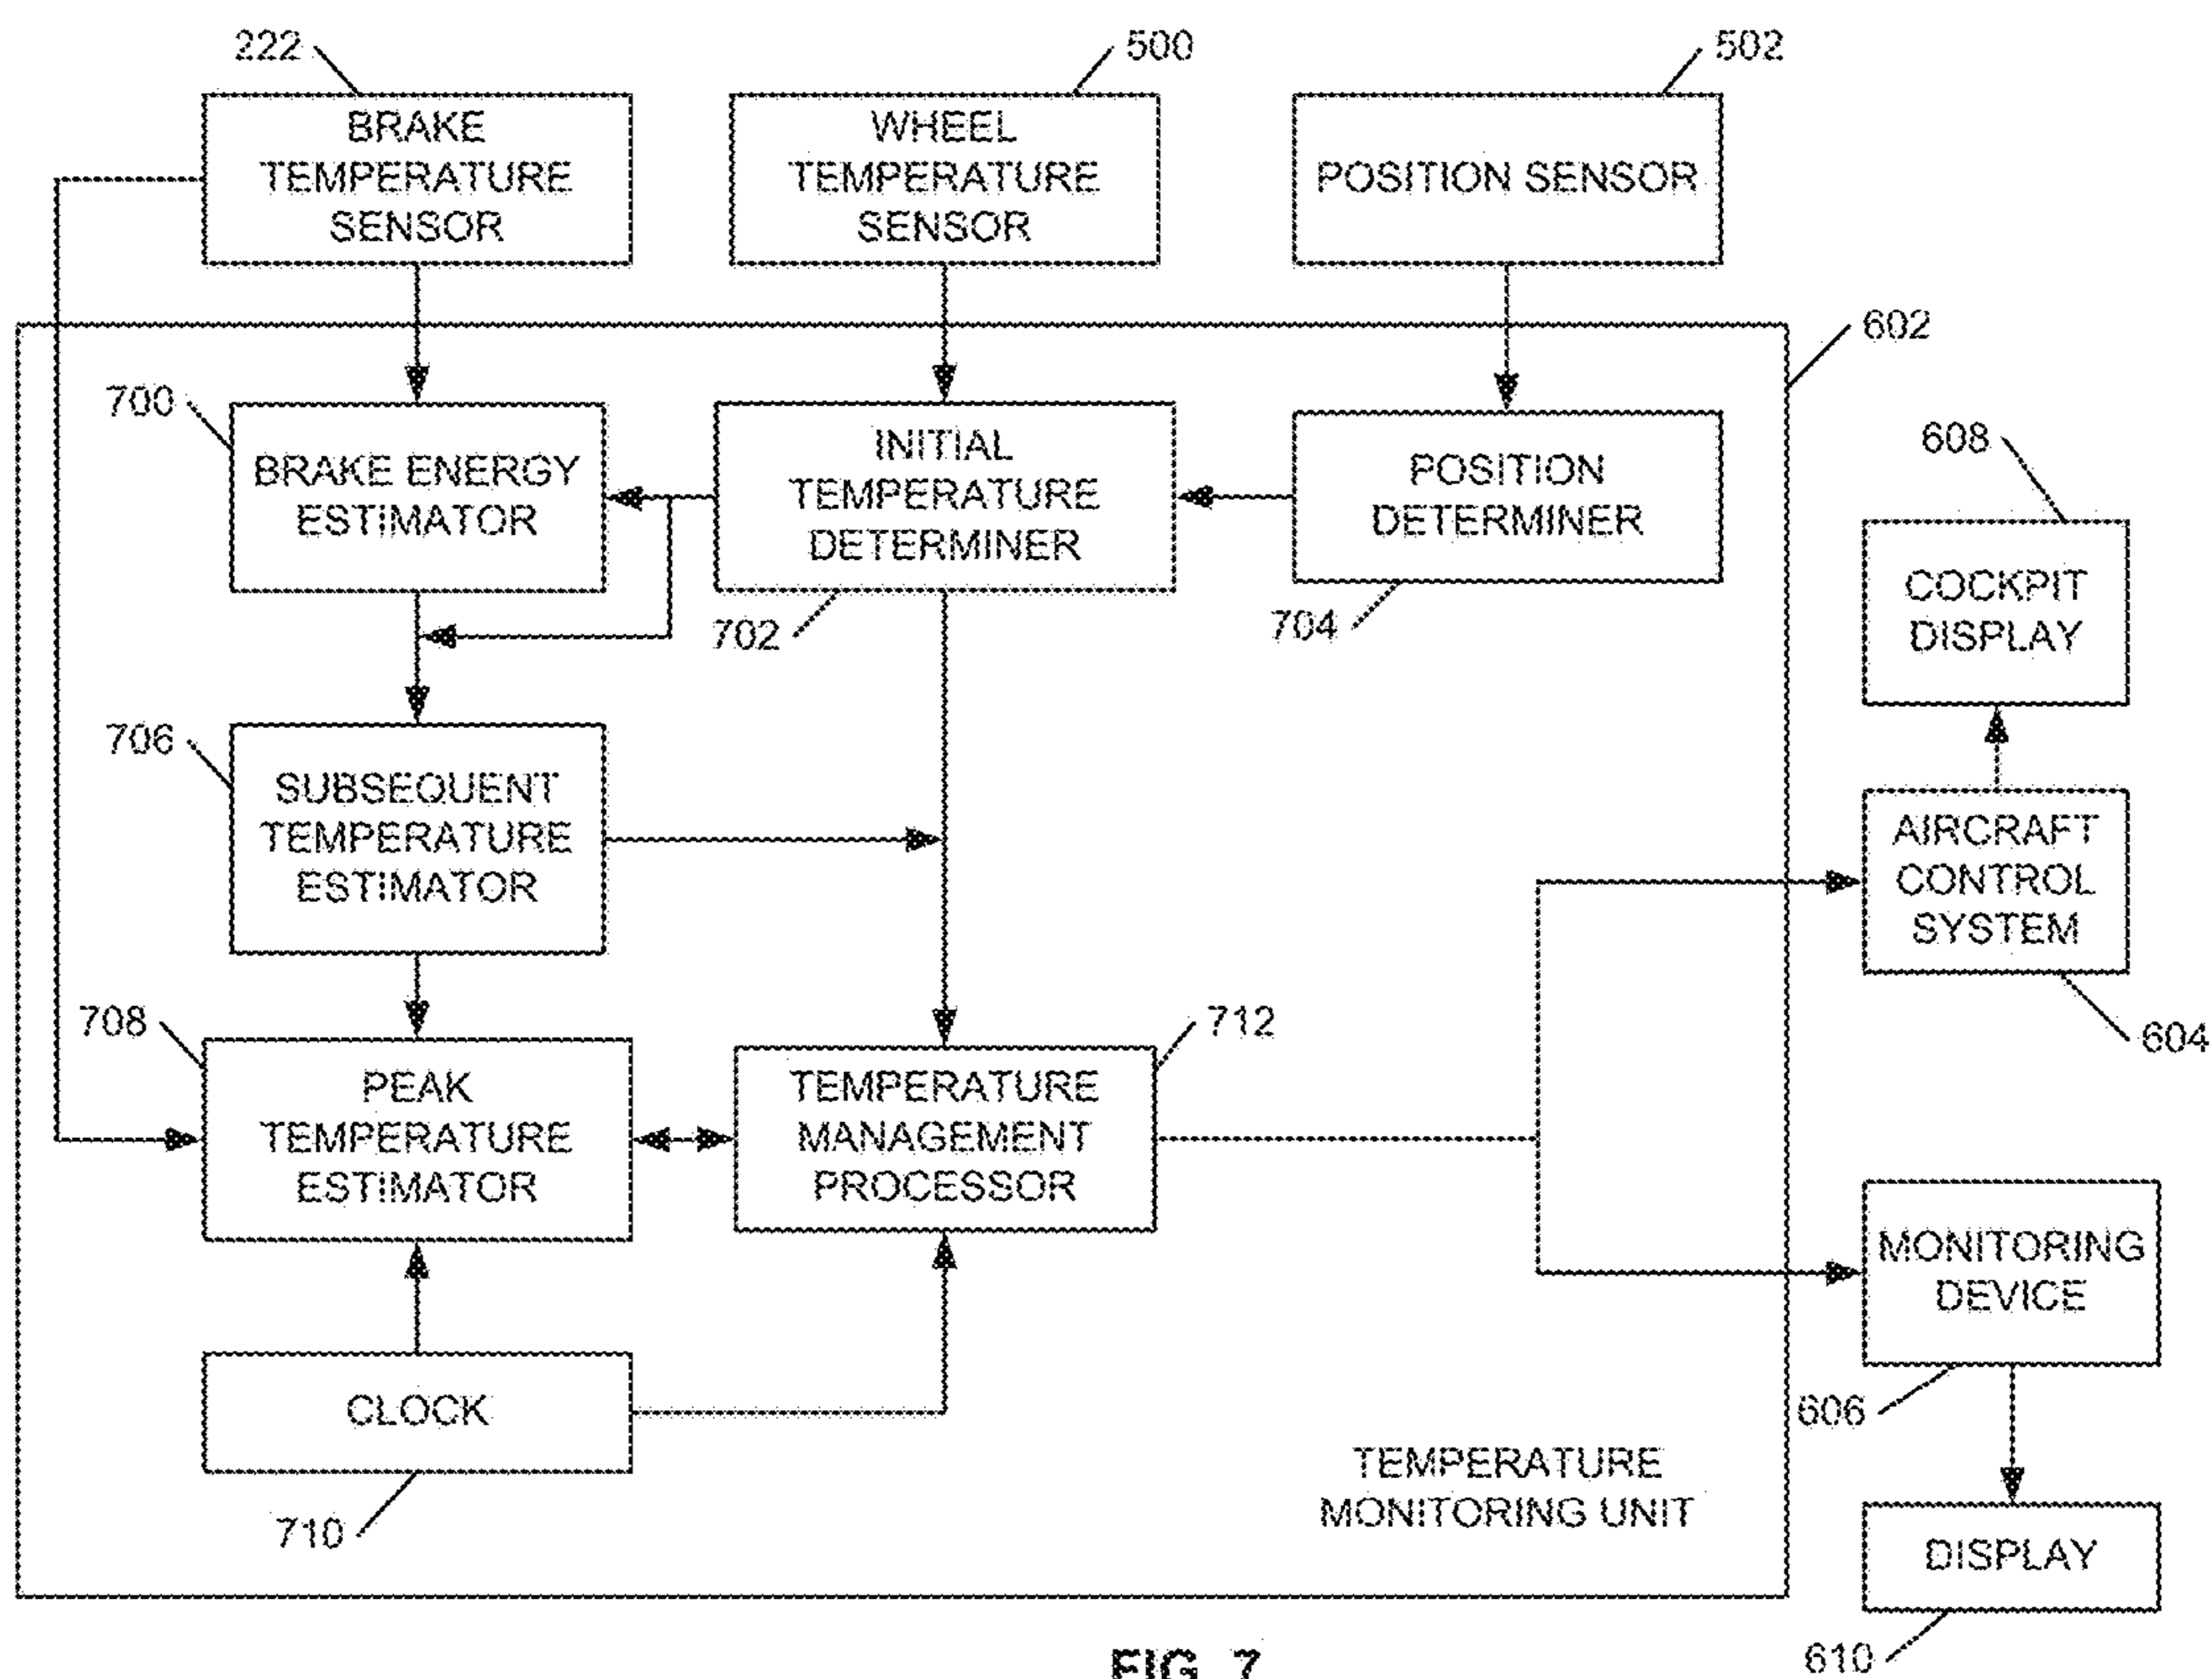 222
500
502
BRAKE
TEMPERATURE
SENSOR
WHEEL
TEMPERATURE
SENSOR
POSITION SENSOR
602
700
BRAKE ENERGY
ESTIMATOR
INITIAL
TEMPERATURE
DETERMINER
702
POSITION
DETERMINER
704
608
COCKPIT
DISPLAY
706
SUBSEQUENT
TEMPERATURE
ESTIMATOR
AIRCRAFT
CONTROL
SYSTEM
604
708
PEAK
TEMPERATURE
ESTIMATOR
712
TEMPERATURE
MANAGEMENT
PROCESSOR
MONITORING
DEVICE
606
CLOCK
710
TEMPERATURE
MONITORING UNIT
DISPLAY
610
FIG. 7